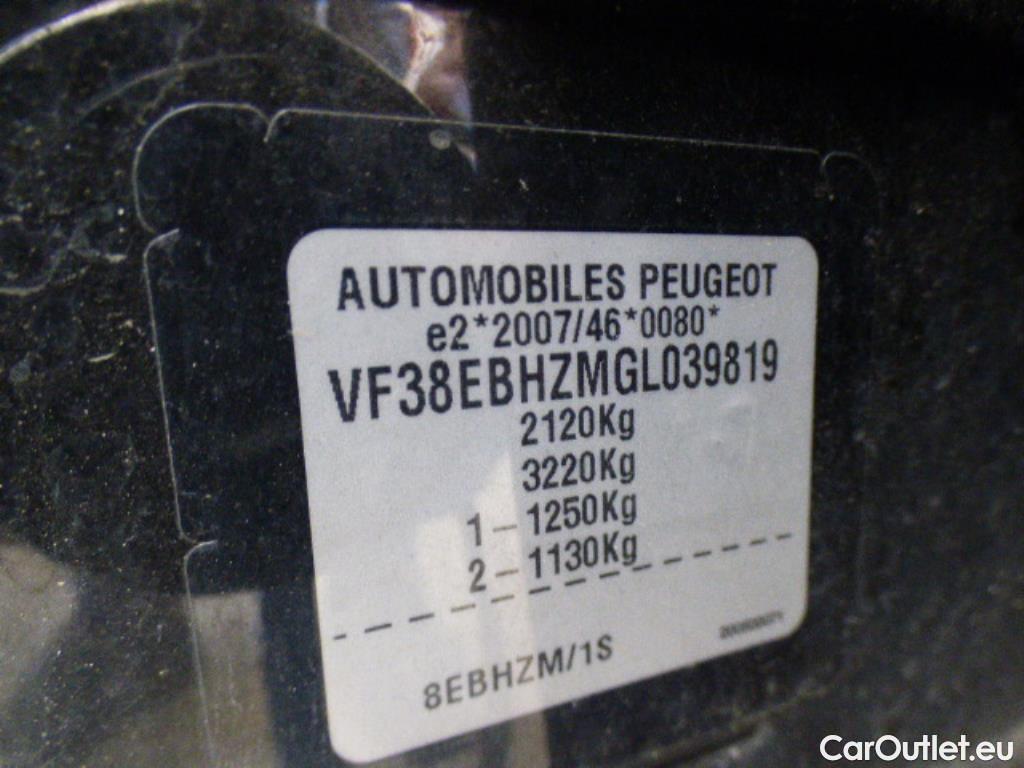 AUTOMOBILES PEUGEOT
e2*2007/46*0080*
VF38EBHZMGL039819
2120Kg
3220Kg
1 - 1250Kg
2 - 1130Kg
8EBHZM/1S
CarOutlet.eu